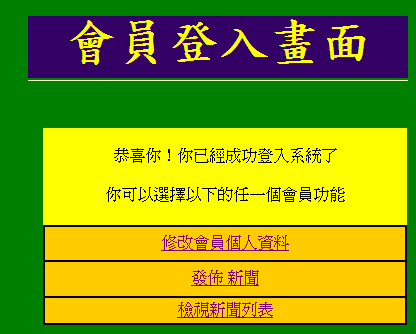 會員登入畫面
恭喜你！你已經成功登入系統了
你可以選擇以下的任一個會員功能
修改會員個人資料
發佈 新聞
檢視新聞列表